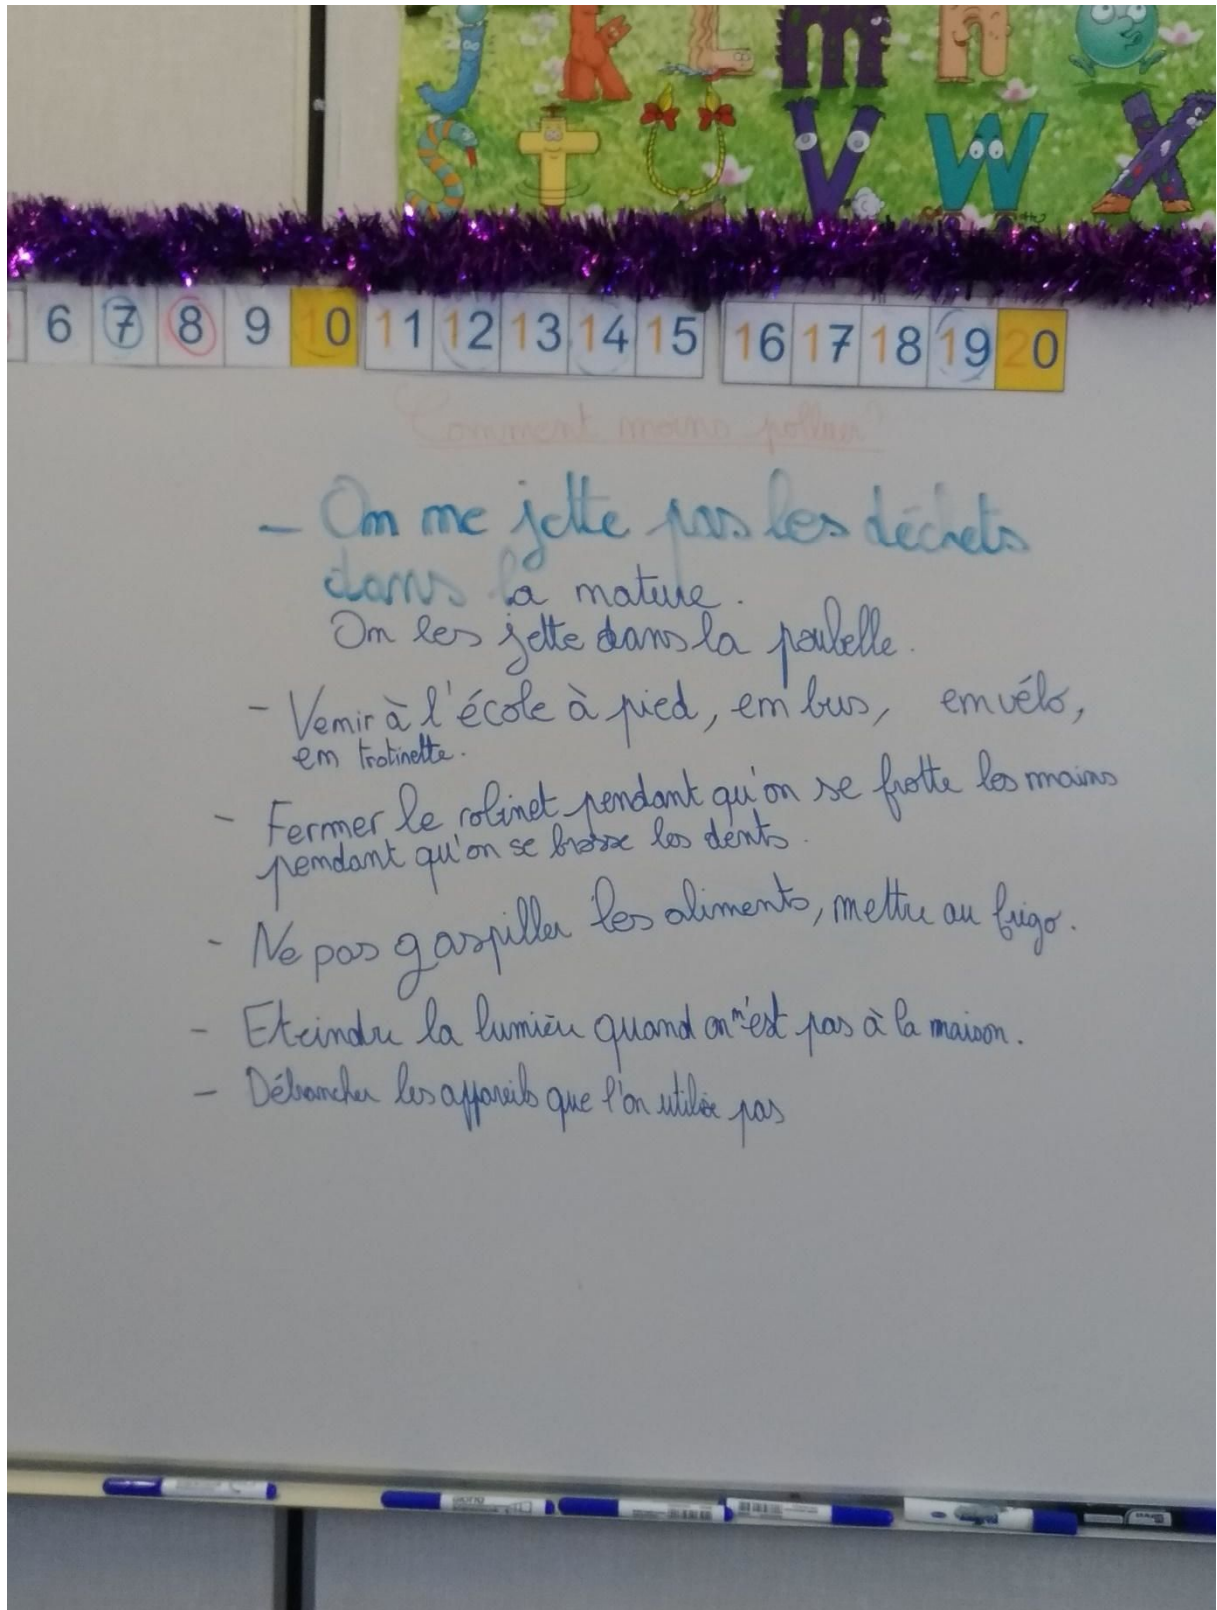 j k L m n o
S t U V W X
6 7 8 9 10 11 12 13 14 15 16 17 18 19 20
Comment moins polluer ?
- On ne jette pas les déchets
dans la nature.
On les jette dans la poubelle.
- Venir à l'école à pied, en bus, en vélo,
en trotinette.
- Fermer le robinet pendant qu'on se frotte les mains
pendant qu'on se brosse les dents.
- Ne pas gaspiller les aliments, mettre au frigo.
- Eteindre la lumière quand on n'est pas à la maison.
- Débrancher les appareils que l'on utilise pas